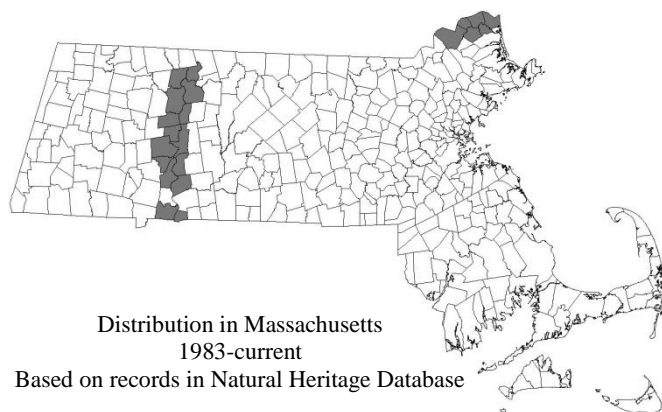 Distribution in Massachusetts
1983-current
Based on records in Natural Heritage Database